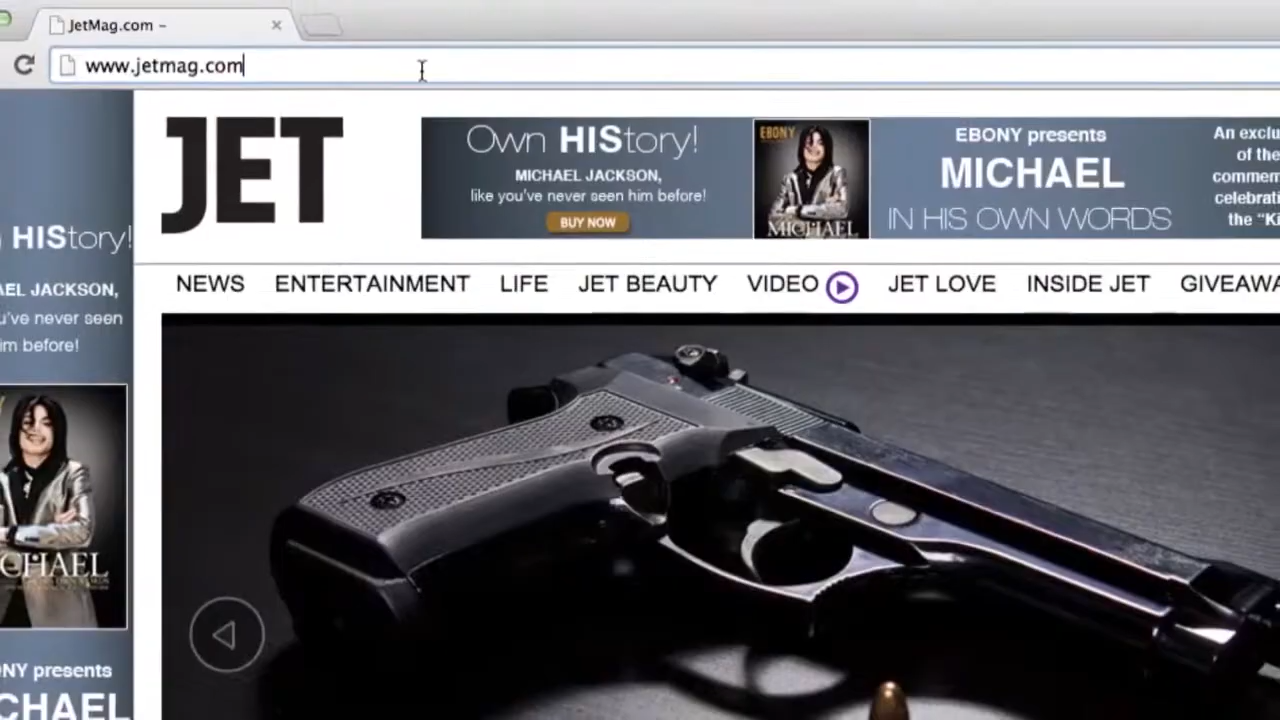 JetMag.com –
www.jetmag.com
JET
Own HIStory!
MICHAEL JACKSON,
like you've never seen him before!
BUY NOW
EBONY
MICHAEL
EBONY presents
MICHAEL
IN HIS OWN WORDS
An exclu
of the
commem
celebrati
the "Ki
HIStory!
AEL JACKSON,
u've never seen
im before!
CHAEL
NY presents
CHAEL
NEWS ENTERTAINMENT LIFE JET BEAUTY VIDEO JET LOVE INSIDE JET GIVEAWA